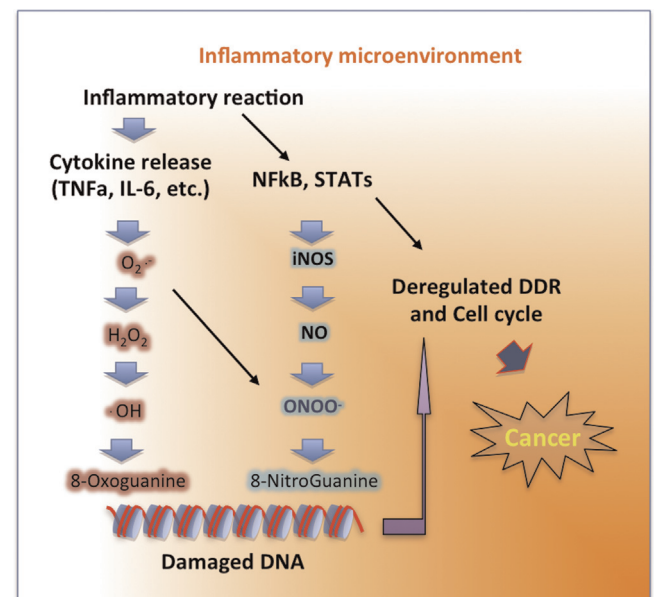 Inflammatory microenvironment
Inflammatory reaction
Cytokine release
(TNFa, IL-6, etc.)
NFkB, STATs
O₂·⁻
iNOS
Deregulated DDR
and Cell cycle
H₂O₂
NO
·OH
ONOO⁻
Cancer
8-Oxoguanine
8-NitroGuanine
Damaged DNA